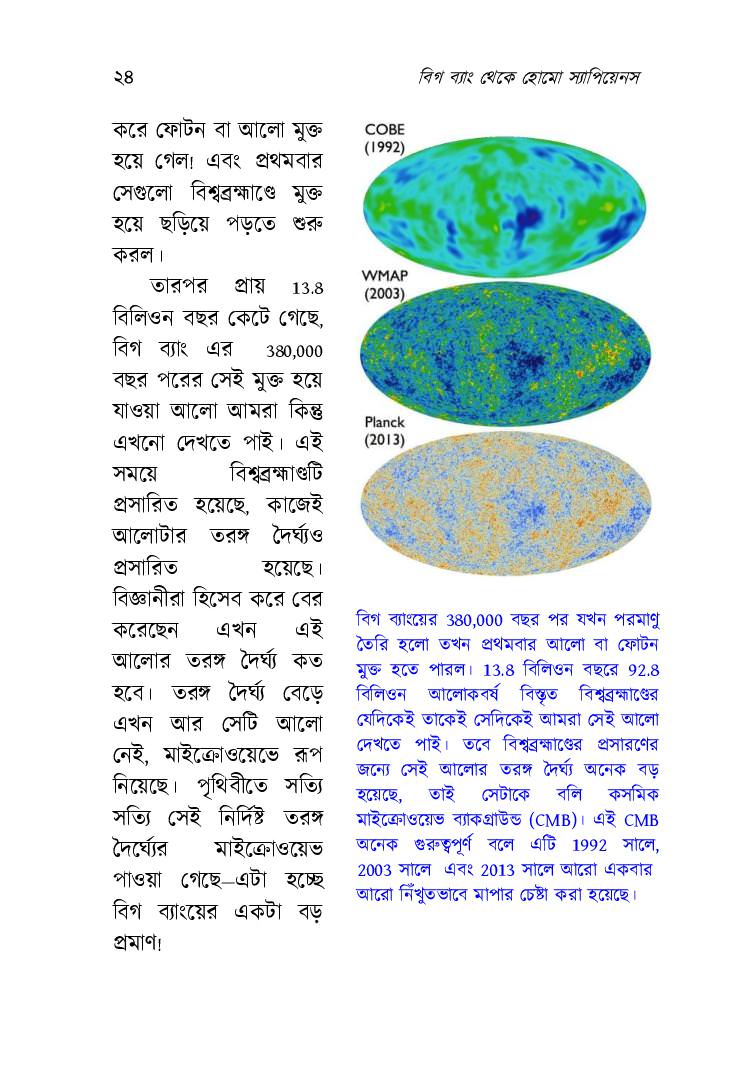 ২৪
বিগ ব্যাং থেকে হোমো স্যাপিয়েনস
করে ফোটন বা আলো মুক্ত
হয়ে গেল! এবং প্রথমবার
সেগুলো বিশ্বব্রহ্মাণ্ডে মুক্ত
হয়ে ছড়িয়ে পড়তে শুরু
করল।
তারপর প্রায় 13.8
বিলিওন বছর কেটে গেছে,
বিগ ব্যাং এর 380,000
বছর পরের সেই মুক্ত হয়ে
যাওয়া আলো আমরা কিন্তু
এখনো দেখতে পাই। এই
সময়ে বিশ্বব্রহ্মাণ্ডটি
প্রসারিত হয়েছে, কাজেই
আলোটার তরঙ্গ দৈর্ঘ্যও
প্রসারিত হয়েছে।
বিজ্ঞানীরা হিসেব করে বের
করেছেন এখন এই
আলোর তরঙ্গ দৈর্ঘ্য কত
হবে। তরঙ্গ দৈর্ঘ্য বেড়ে
এখন আর সেটি আলো
নেই, মাইক্রোওয়েভে রূপ
নিয়েছে। পৃথিবীতে সত্যি
সত্যি সেই নির্দিষ্ট তরঙ্গ
দৈর্ঘ্যের মাইক্রোওয়েভ
পাওয়া গেছে—এটা হচ্ছে
বিগ ব্যাংয়ের একটা বড়
প্রমাণ!
COBE
(1992)
WMAP
(2003)
Planck
(2013)
বিগ ব্যাংয়ের 380,000 বছর পর যখন পরমাণু
তৈরি হলো তখন প্রথমবার আলো বা ফোটন
মুক্ত হতে পারল। 13.8 বিলিওন বছরে 92.8
বিলিওন আলোকবর্ষ বিস্তৃত বিশ্বব্রহ্মাণ্ডের
যেদিকেই তাকেই সেদিকেই আমরা সেই আলো
দেখতে পাই। তবে বিশ্বব্রহ্মাণ্ডের প্রসারণের
জন্যে সেই আলোর তরঙ্গ দৈর্ঘ্য অনেক বড়
হয়েছে, তাই সেটাকে বলি কসমিক
মাইক্রোওয়েভ ব্যাকগ্রাউন্ড (CMB)। এই CMB
অনেক গুরুত্বপূর্ণ বলে এটি 1992 সালে,
2003 সালে এবং 2013 সালে আরো একবার
আরো নিঁখুতভাবে মাপার চেষ্টা করা হয়েছে।